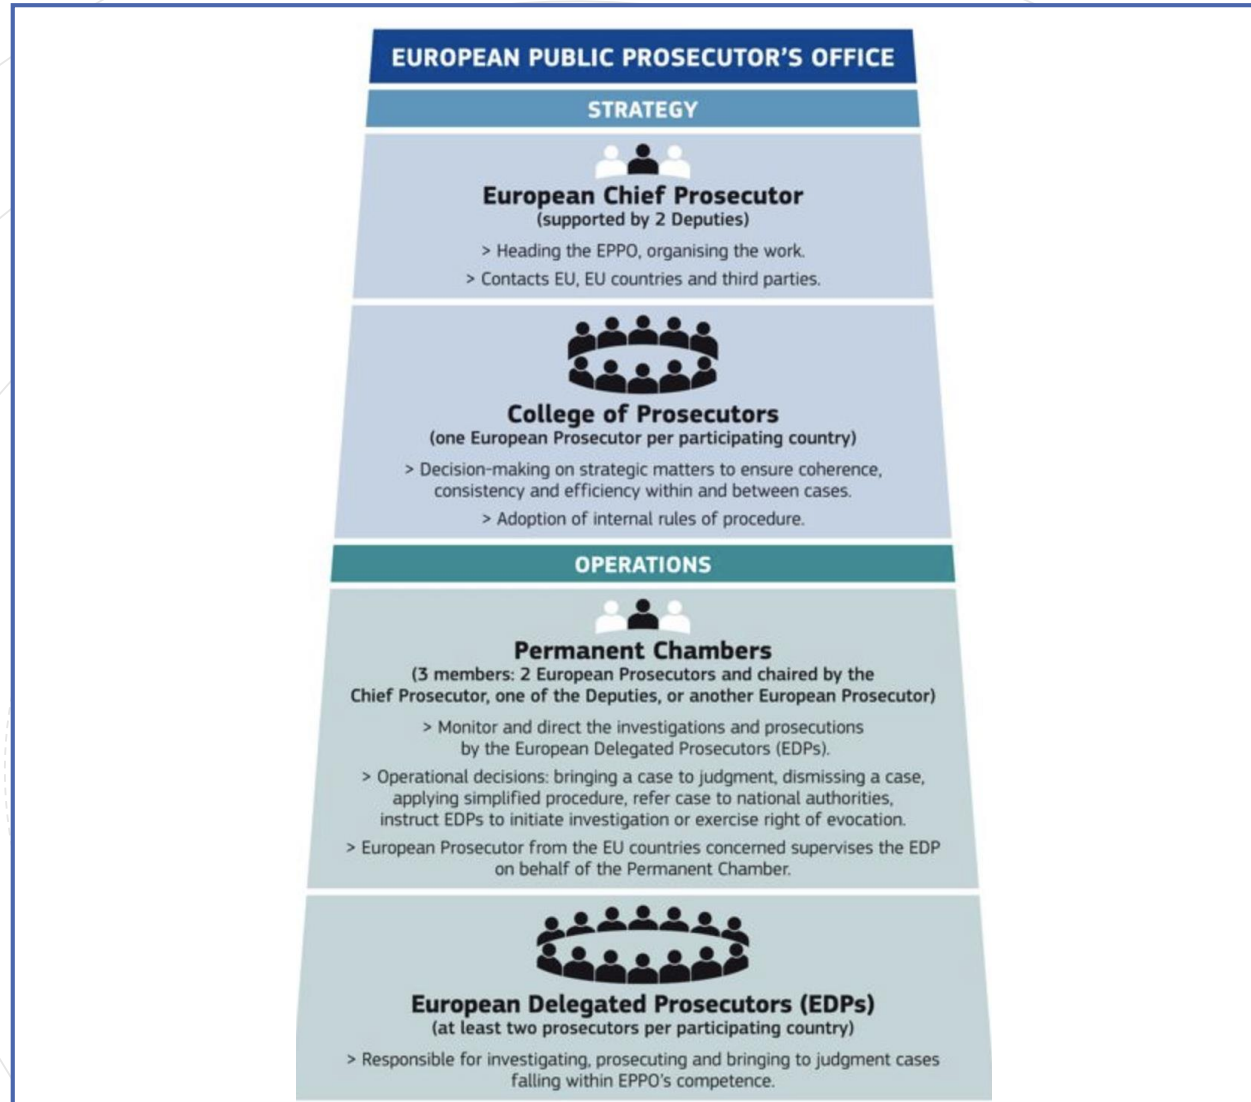 EUROPEAN PUBLIC PROSECUTOR'S OFFICE
STRATEGY
European Chief Prosecutor
(supported by 2 Deputies)
> Heading the EPPO, organising the work.
> Contacts EU, EU countries and third parties.
College of Prosecutors
(one European Prosecutor per participating country)
> Decision-making on strategic matters to ensure coherence,
consistency and efficiency within and between cases.
> Adoption of internal rules of procedure.
OPERATIONS
Permanent Chambers
(3 members: 2 European Prosecutors and chaired by the
Chief Prosecutor, one of the Deputies, or another European Prosecutor)
> Monitor and direct the investigations and prosecutions
by the European Delegated Prosecutors (EDPs).
> Operational decisions: bringing a case to judgment, dismissing a case,
applying simplified procedure, refer case to national authorities,
instruct EDPs to initiate investigation or exercise right of evocation.
> European Prosecutor from the EU countries concerned supervises the EDP
on behalf of the Permanent Chamber.
European Delegated Prosecutors (EDPs)
(at least two prosecutors per participating country)
> Responsible for investigating, prosecuting and bringing to judgment cases
falling within EPPO's competence.